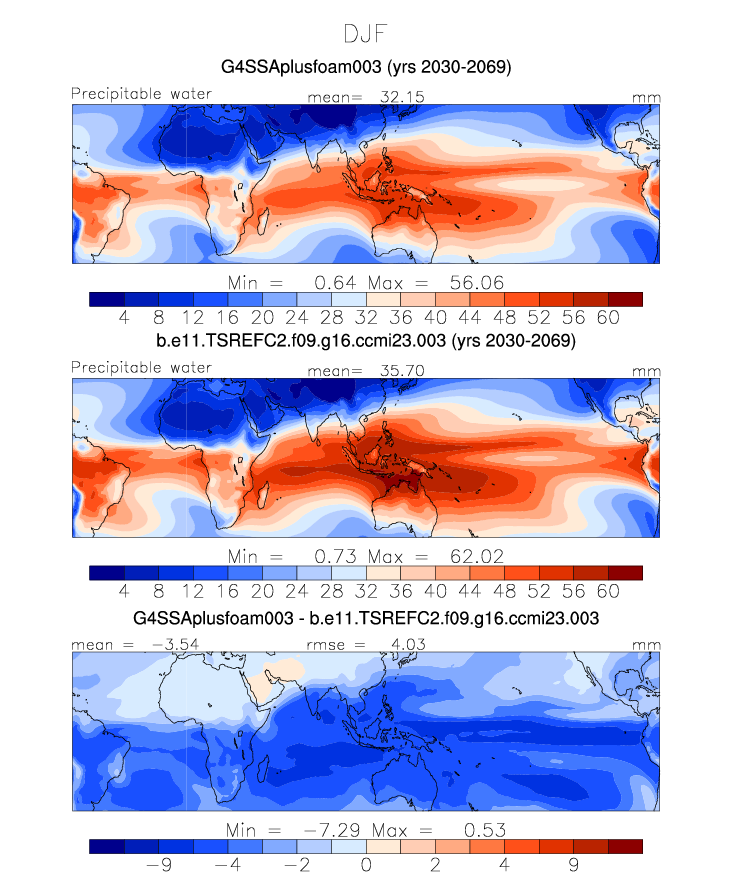 DJF
G4SSAplusfoam003 (yrs 2030-2069)
Precipitable water mean= 32.15 mm
Min = 0.64 Max = 56.06
4 8 12 16 20 24 28 32 36 40 44 48 52 56 60
b.e11.TSREFC2.f09.g16.ccmi23.003 (yrs 2030-2069)
Precipitable water mean= 35.70 mm
Min = 0.73 Max = 62.02
4 8 12 16 20 24 28 32 36 40 44 48 52 56 60
G4SSAplusfoam003 - b.e11.TSREFC2.f09.g16.ccmi23.003
mean = -3.54 rmse = 4.03 mm
Min = -7.29 Max = 0.53
-9 -4 -2 0 2 4 9